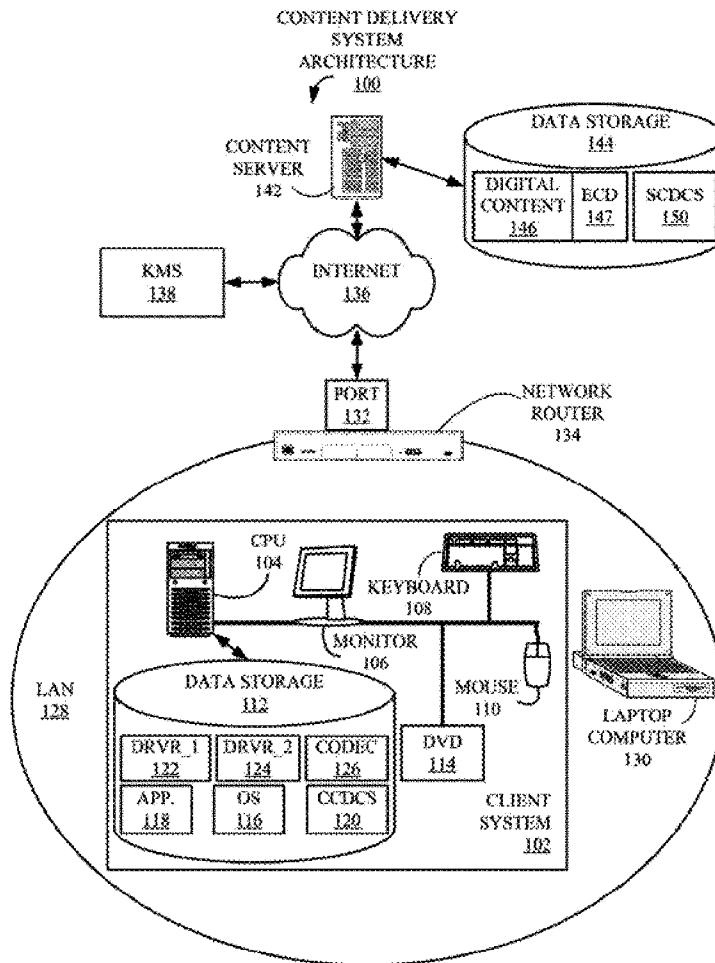 CONTENT DELIVERY
SYSTEM
ARCHITECTURE
100
CONTENT
SERVER
142
DATA STORAGE
144
DIGITAL
CONTENT
146
ECD
147
SCDCS
150
KMS
138
INTERNET
136
PORT
132
NETWORK
ROUTER
134
CPU
104
KEYBOARD
108
MONITOR
106
MOUSE
110
LAN
128
DATA STORAGE
112
DRVR_1
122
DRVR_2
124
CODEC
126
DVD
114
LAPTOP
COMPUTER
130
APP.
118
OS
116
CCDCS
120
CLIENT
SYSTEM
102